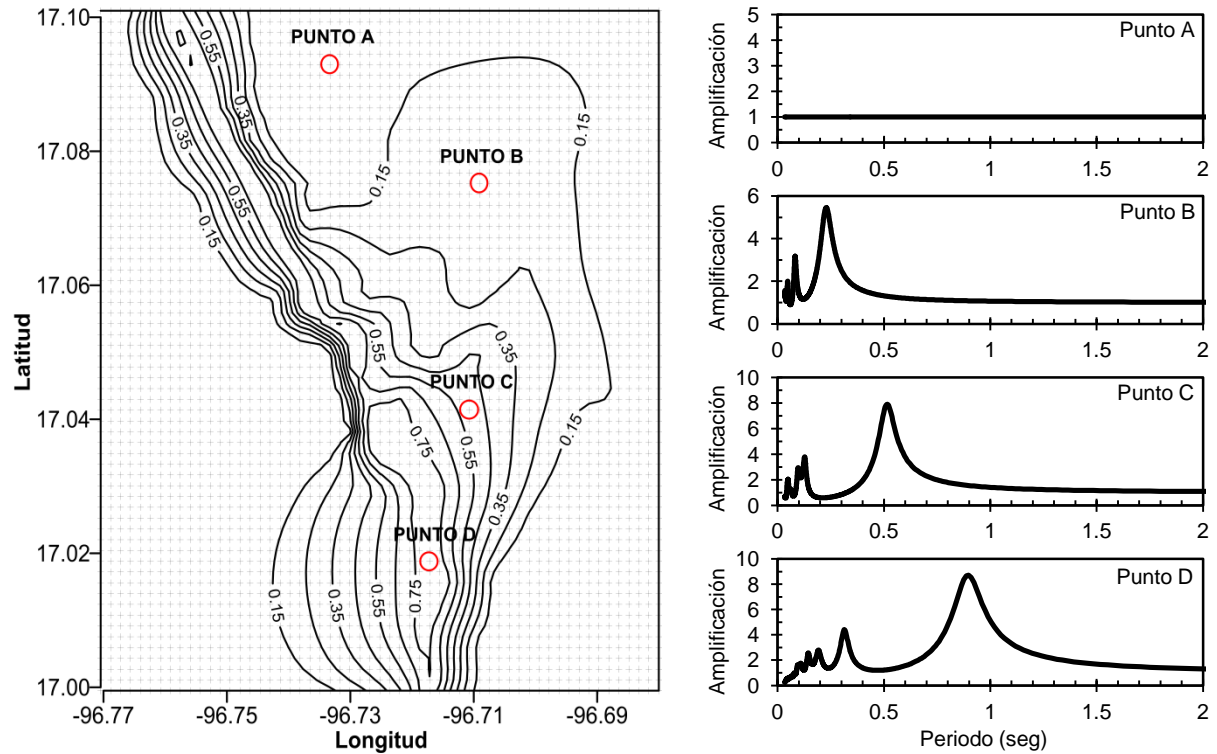 17.10
17.08
17.06
17.04
17.02
17.00
Latitud
-96.77
-96.75
-96.73
-96.71
-96.69
Longitud
PUNTO A
PUNTO B
PUNTO C
PUNTO D
0.55
0.35
0.35
0.55
0.15
0.15
0.15
0.55
0.35
0.75
0.55
0.15
0.35
0.15
0.35
0.55
0.75
Punto A
Amplificación
5
4
3
2
1
0
0 0.5 1 1.5 2
Punto B
Amplificación
6
4
2
0
0 0.5 1 1.5 2
Punto C
Amplificación
10
8
6
4
2
0
0 0.5 1 1.5 2
Punto D
Amplificación
10
8
6
4
2
0
0 0.5 1 1.5 2
Periodo (seg)